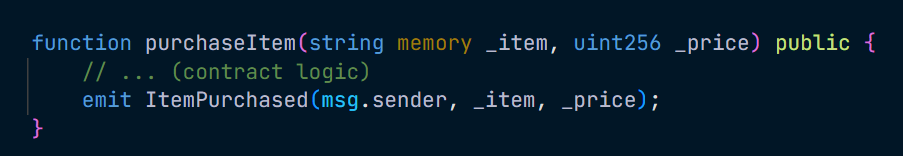 function purchaseItem(string memory _item, uint256 _price) public {
    // ... (contract logic)
    emit ItemPurchased(msg.sender, _item, _price);
}